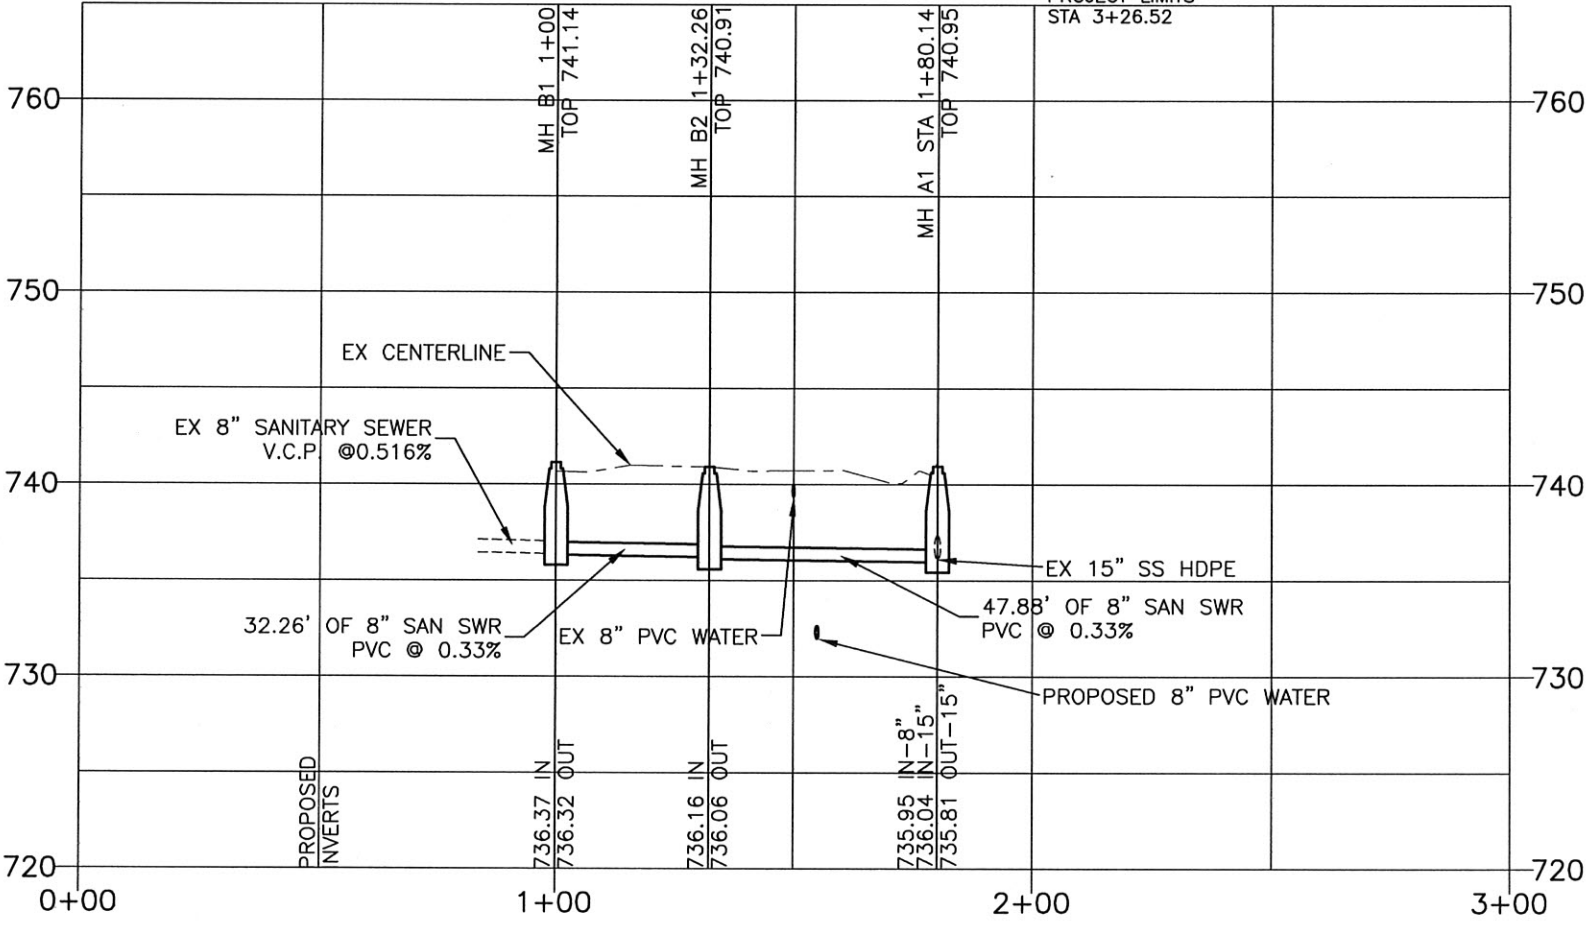 PROJECT LIMITS
STA 3+26.52
MH B1 1+00
TOP 741.14
MH B2 1+32.26
TOP 740.91
MH A1 STA 1+80.14
TOP 740.95
760
760
750
750
EX CENTERLINE
EX 8" SANITARY SEWER
V.C.P. @0.516%
740
740
EX 15" SS HDPE
47.88' OF 8" SAN SWR
PVC @ 0.33%
32.26' OF 8" SAN SWR
PVC @ 0.33%
EX 8" PVC WATER
730
730
PROPOSED 8" PVC WATER
PROPOSED
NVERTS
736.37 IN
736.32 OUT
736.16 IN
736.06 OUT
735.95 IN-8"
736.04 IN-15"
735.81 OUT-15"
720
720
0+00
1+00
2+00
3+00